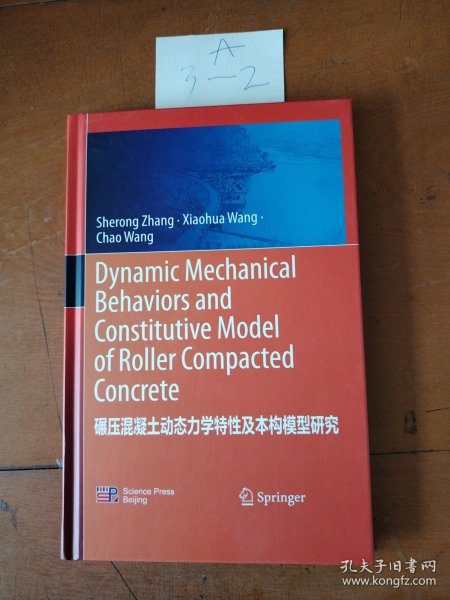 A
3-2
Sherong Zhang · Xiaohua Wang ·
Chao Wang
Dynamic Mechanical
Behaviors and
Constitutive Model
of Roller Compacted
Concrete
碾压混凝土动态力学特性及本构模型研究
Science Press
Beijing
Springer
孔夫子旧书网
www.kongfz.com